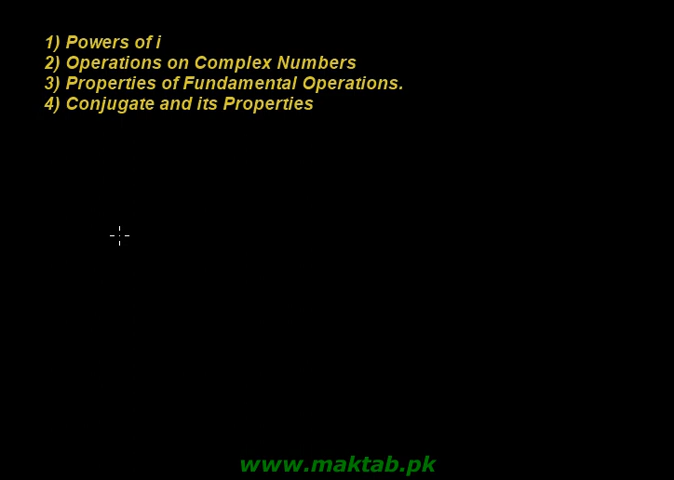 1) Powers of i
2) Operations on Complex Numbers
3) Properties of Fundamental Operations.
4) Conjugate and its Properties
www.maktab.pk